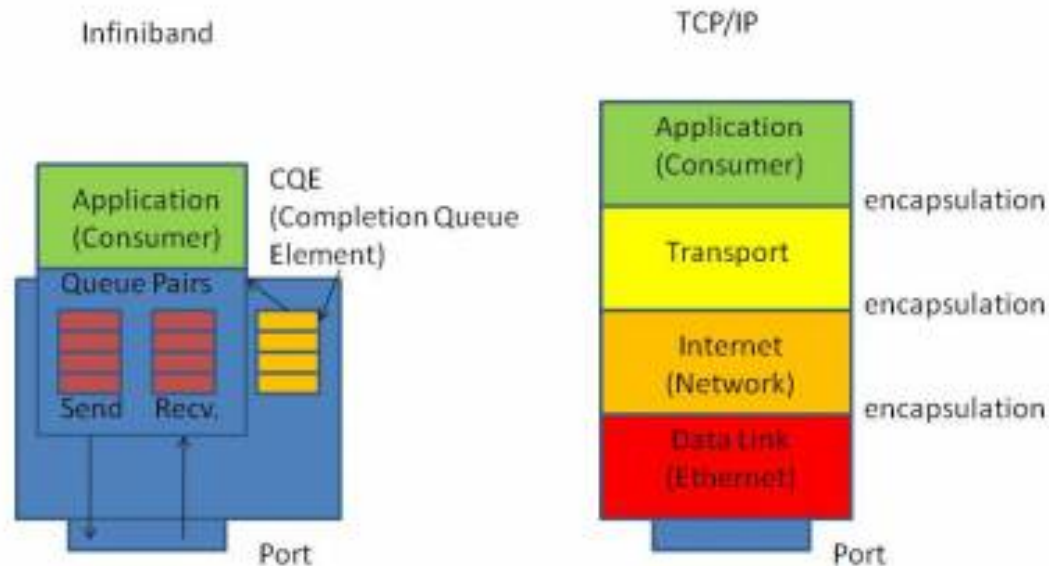 Infiniband
TCP/IP
Application
(Consumer)
CQE
(Completion Queue
Element)
Queue Pairs
Send Recv.
Port
Application
(Consumer)
encapsulation
Transport
encapsulation
Internet
(Network)
encapsulation
Data Link
(Ethernet)
Port